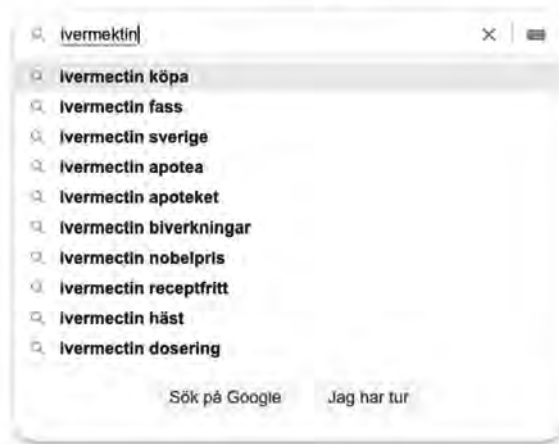 ivermektin
ivermectin köpa
ivermectin fass
ivermectin sverige
ivermectin apotea
ivermectin apoteket
ivermectin biverkningar
ivermectin nobelpris
ivermectin receptfritt
ivermectin häst
ivermectin dosering
Sök på Google Jag har tur